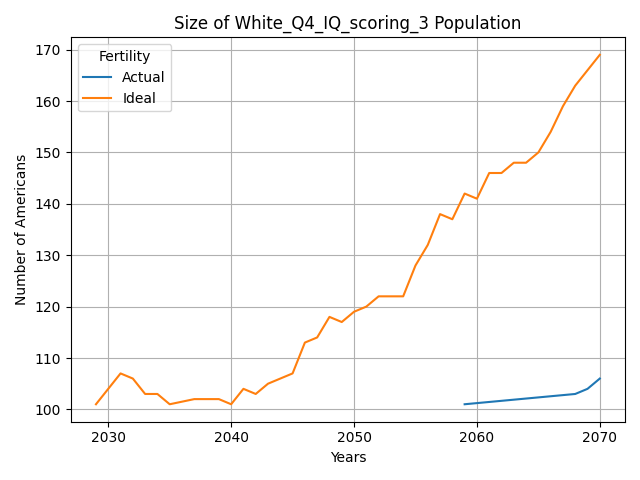 Size of White_Q4_IQ_scoring_3 Population
Fertility
Actual
Ideal
Number of Americans
170
160
150
140
130
120
110
100
2030
2040
2050
2060
2070
Years